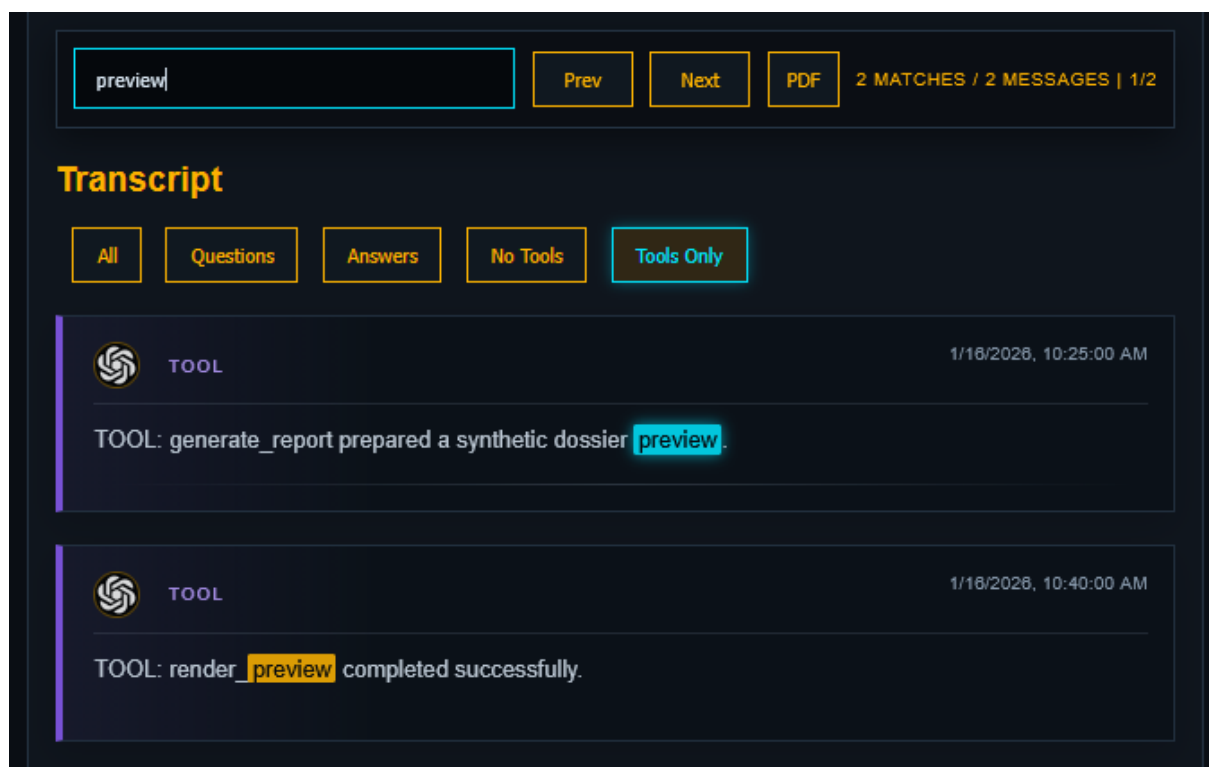 preview
Prev
Next
PDF
2 MATCHES / 2 MESSAGES | 1/2
Transcript
All
Questions
Answers
No Tools
Tools Only
TOOL
1/16/2026, 10:25:00 AM
TOOL: generate_report prepared a synthetic dossier preview.
TOOL
1/16/2026, 10:40:00 AM
TOOL: render_preview completed successfully.